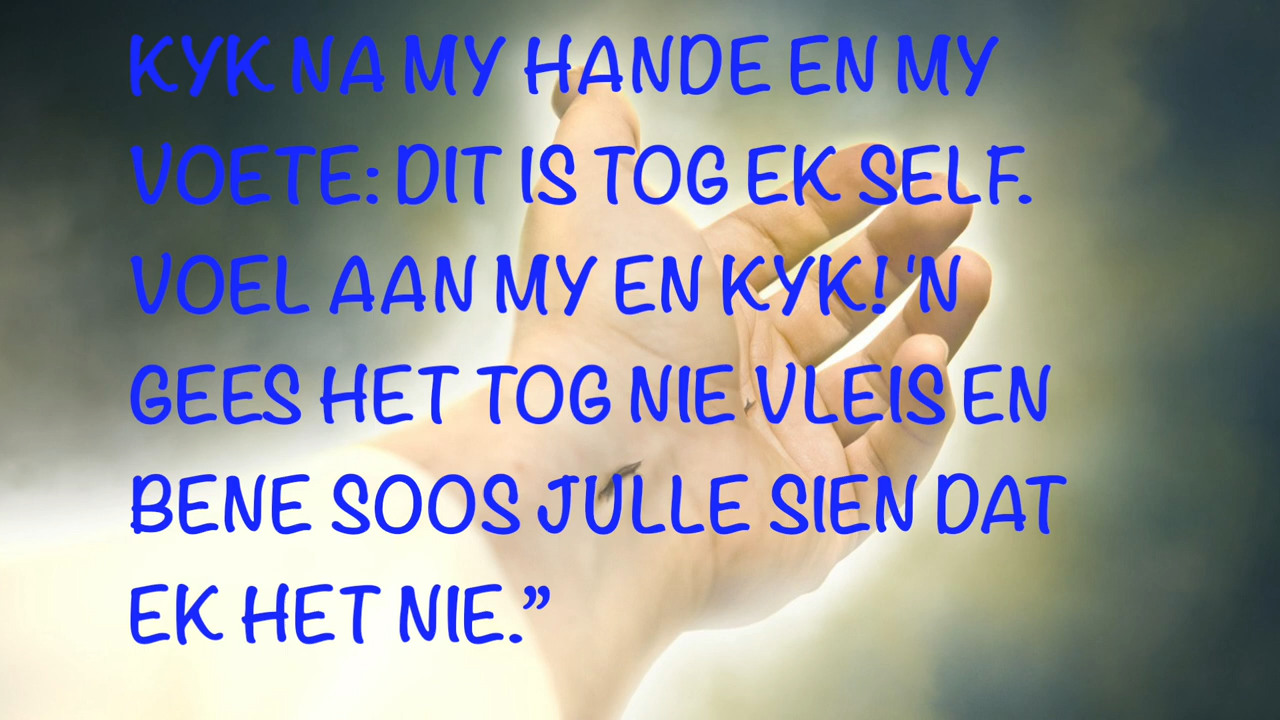 KYK NA MY HANDE EN MY
VOETE: DIT IS TOG EK SELF.
VOEL AAN MY EN KYK! 'N
GEES HET TOG NIE VLEIS EN
BENE SOOS JULLE SIEN DAT
EK HET NIE.”